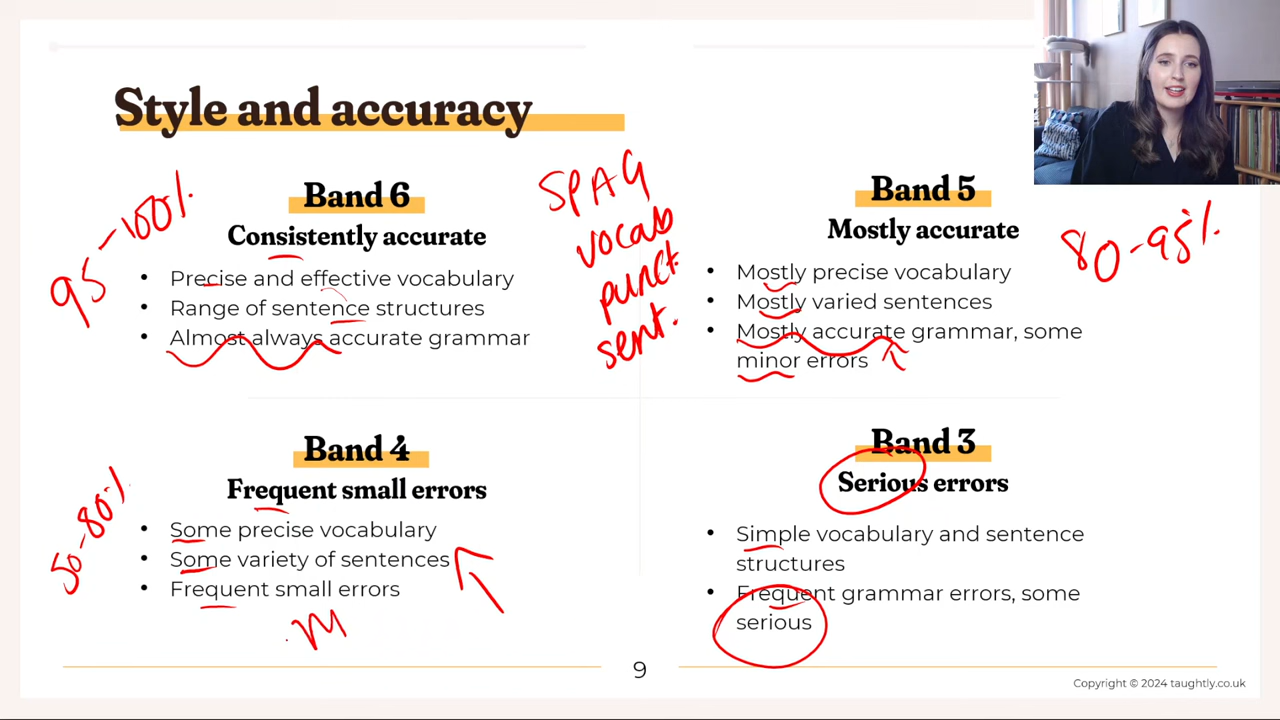 Style and accuracy
95-100%
Band 6
Consistently accurate
• Precise and effective vocabulary
• Range of sentence structures
• Almost always accurate grammar
SPAG
vocab
punct.
sent.
Band 5
Mostly accurate
80-95%
• Mostly precise vocabulary
• Mostly varied sentences
• Mostly accurate grammar, some
minor errors
50-80%
Band 4
Frequent small errors
• Some precise vocabulary
• Some variety of sentences
• Frequent small errors
M
Band 3
Serious errors
• Simple vocabulary and sentence
structures
• Frequent grammar errors, some
serious
9
Copyright © 2024 taughtly.co.uk